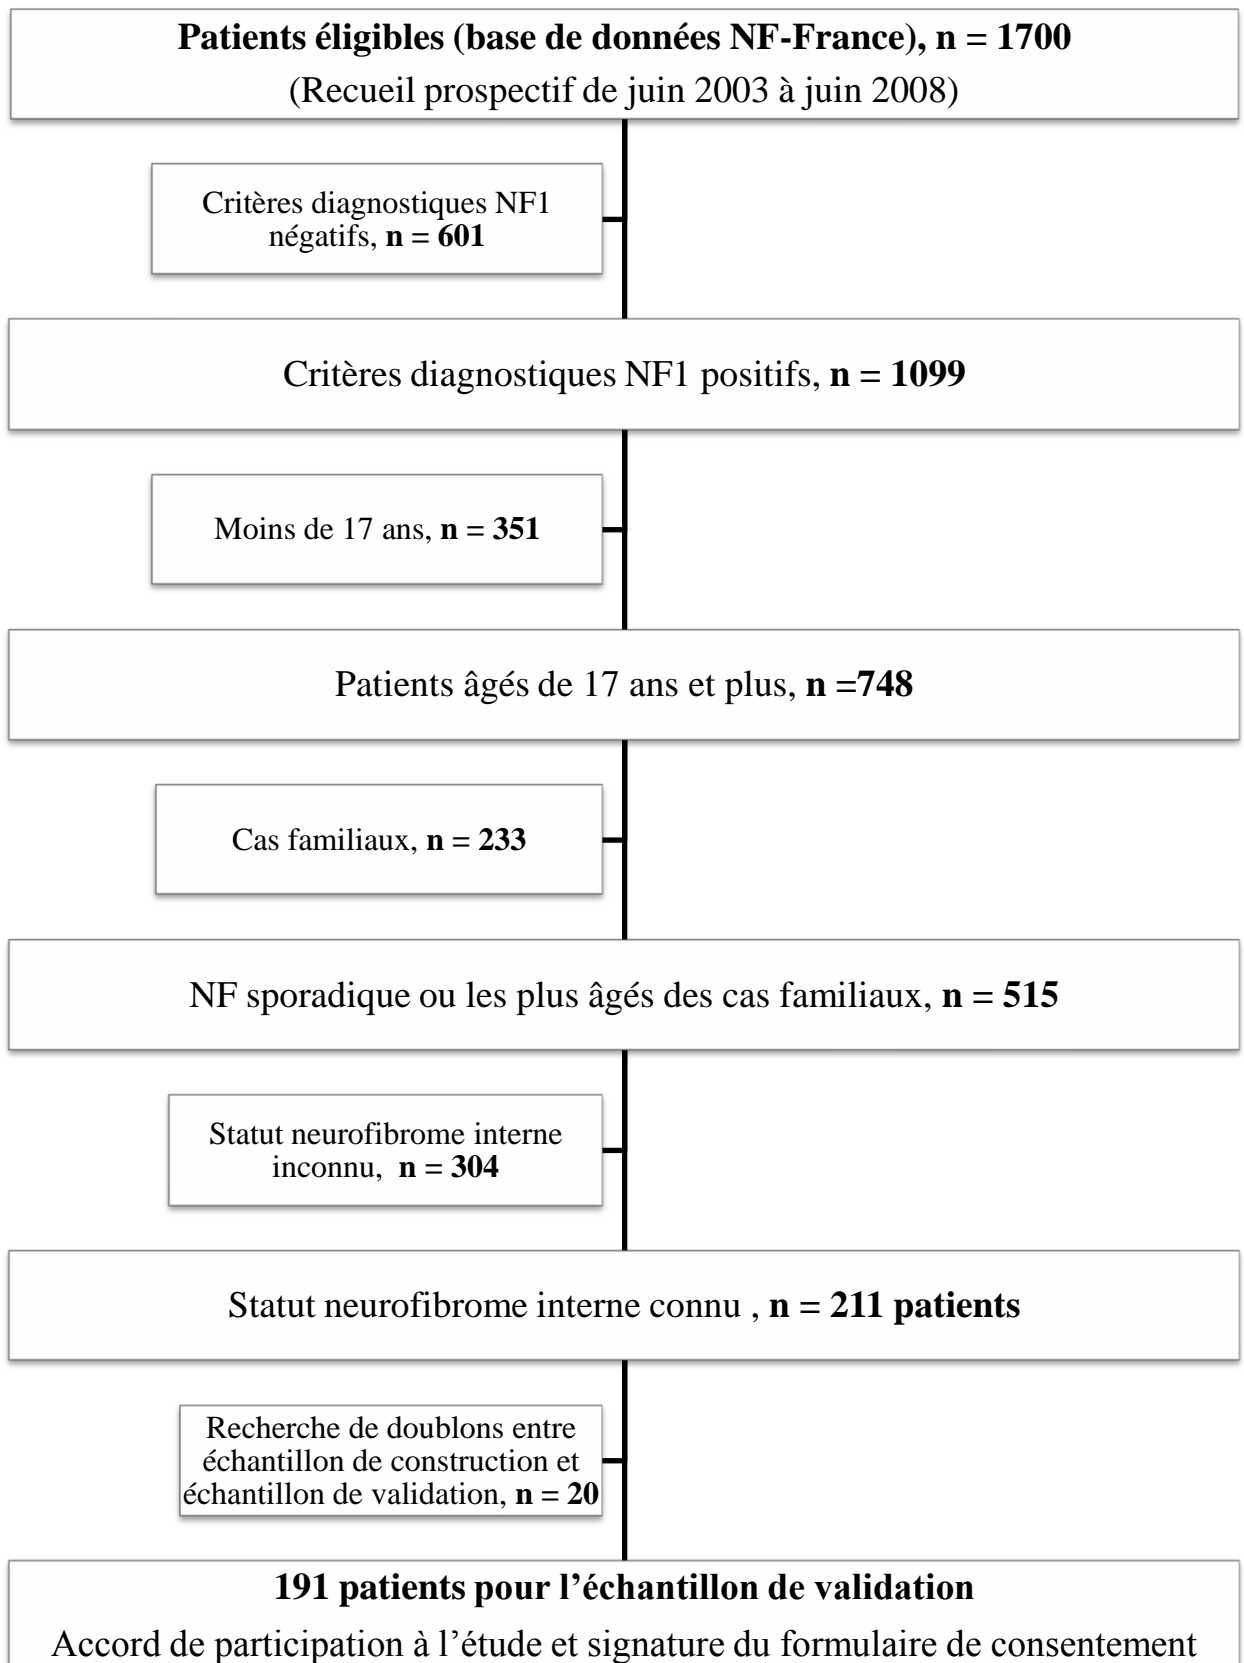 Patients éligibles (base de données NF-France), n = 1700
(Recueil prospectif de juin 2003 à juin 2008)
Critères diagnostiques NF1
négatifs, n = 601
Critères diagnostiques NF1 positifs, n = 1099
Moins de 17 ans, n = 351
Patients âgés de 17 ans et plus, n =748
Cas familiaux, n = 233
NF sporadique ou les plus âgés des cas familiaux, n = 515
Statut neurofibrome interne
inconnu, n = 304
Statut neurofibrome interne connu , n = 211 patients
Recherche de doublons entre
échantillon de construction et
échantillon de validation, n = 20
191 patients pour l’échantillon de validation
Accord de participation à l’étude et signature du formulaire de consentement